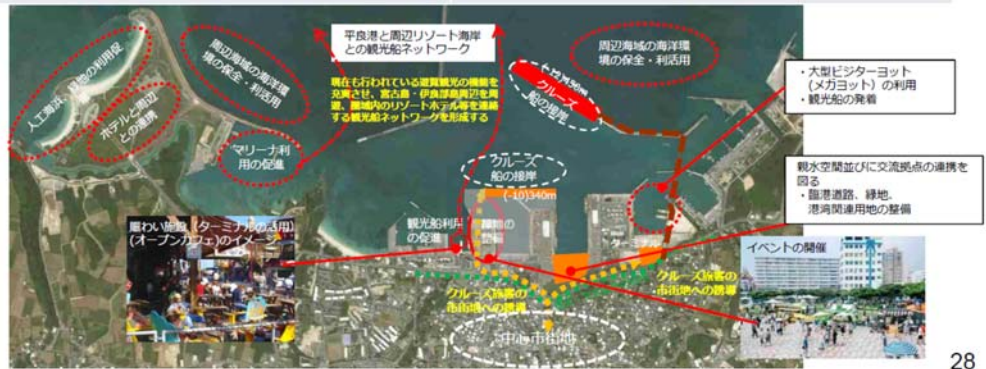 平良港と周辺リゾート海岸
との観光船ネットワーク
現在も行われている遊覧観光の機能を
充実させ、宮古島・伊良部島周辺を周
遊、圏域内のリゾートホテル等を連絡
する観光船ネットワークを形成する
人工海浜、緑地の利用促
ホテルと周辺
との連携
周辺海域の海洋環
境の保全・利活用
マリーナ利
用の促進
クルーズ
船の接岸
周辺海域の海洋環
境の保全・利活用
・大型ビジターヨット
(メガヨット)の利用
・観光船の発着
クルーズ
船の接岸
(-10)340m
親水空間並びに交流拠点の連携を
図る
・臨港道路、緑地、
港湾関連用地の整備
観光船利用
の促進
緑地の
整備
ターミナル
賑わい施設(ターミナルの活用)
(オープンカフェ)のイメージ
イベントの開催
クルーズ旅客の
市街地への誘導
クルーズ旅客の
市街地への誘導
中心市街地
28